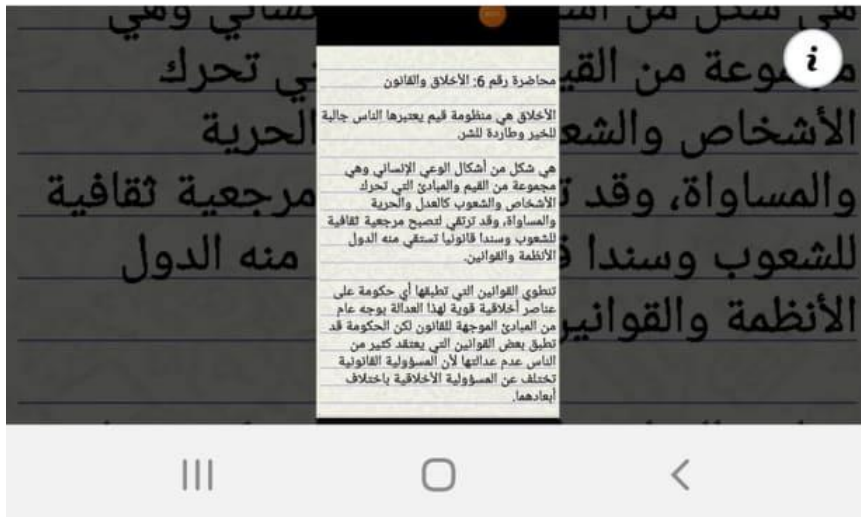 محاضرة رقم 6: الأخلاق والقانون
الأخلاق هي منظومة قيم يعتبرها الناس جالبة
للخير وطاردة للشر.
هي شكل من أشكال الوعي الإنساني وهي
مجموعة من القيم والمبادئ التي تحرك
الأشخاص والشعوب كالعدل والحرية
والمساواة، وقد ترتقي لتصبح مرجعية ثقافية
للشعوب وسندا قانونيا تستقي منه الدول
الأنظمة والقوانين.
تنطوي القوانين التي تطبقها أي حكومة على
عناصر أخلاقية قوية لهذا العدالة بوجه عام
من المبادئ الموجهة للقانون لكن الحكومة قد
تطبق بعض القوانين التي يعتقد كثير من
الناس عدم عدالتها لأن المسؤولية القانونية
تختلف عن المسؤولية الأخلاقية باختلاف
أبعادهما.